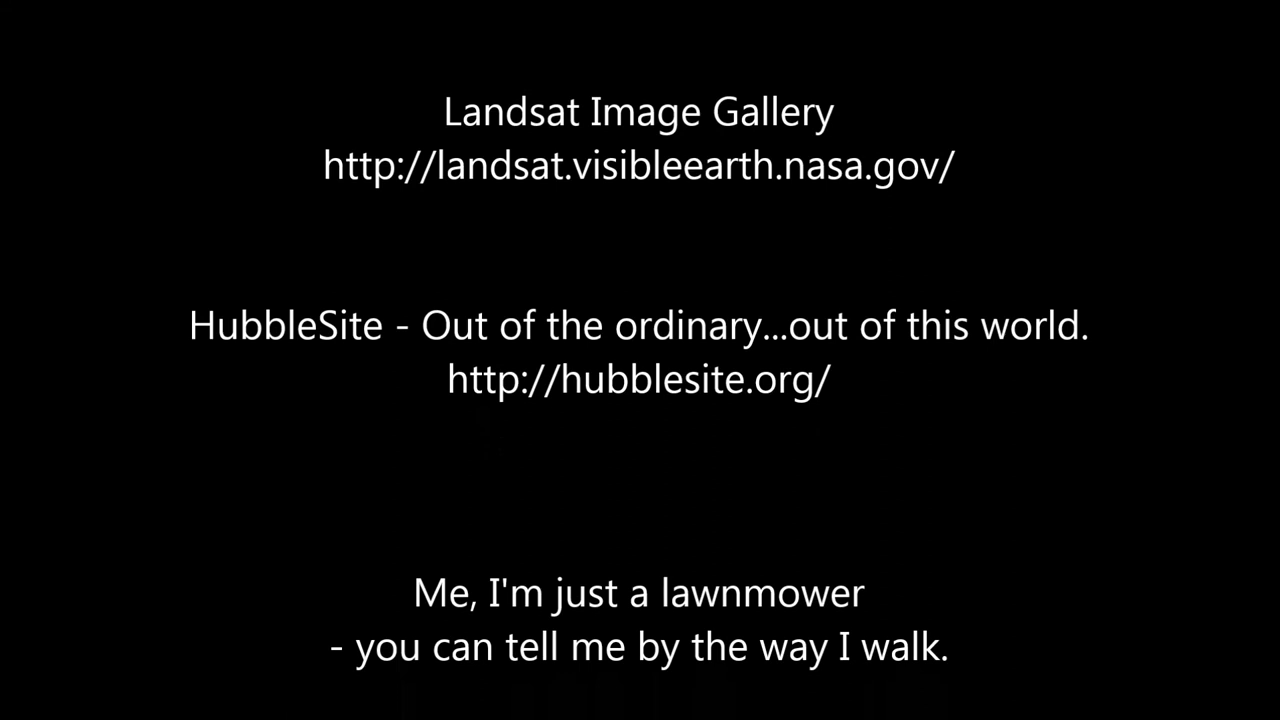 Landsat Image Gallery
http://landsat.visibleearth.nasa.gov/
HubbleSite - Out of the ordinary...out of this world.
http://hubblesite.org/
Me, I'm just a lawnmower
- you can tell me by the way I walk.